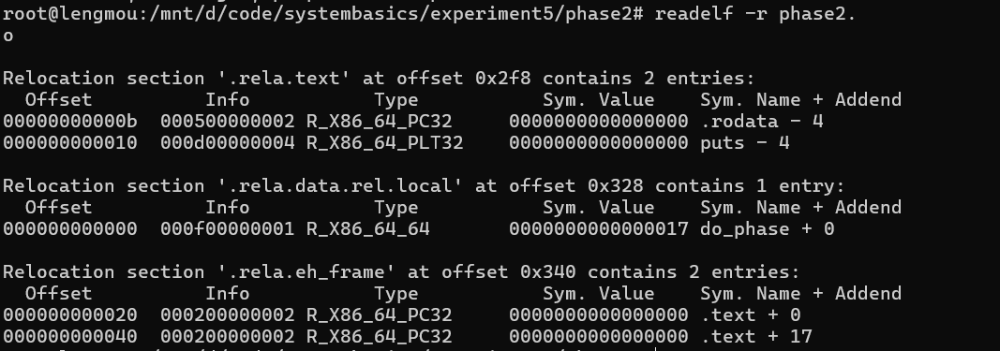 root@lengmou:/mnt/d/code/systembasics/experiment5/phase2# readelf -r phase2.
o
Relocation section '.rela.text' at offset 0x2f8 contains 2 entries:
  Offset          Info           Type           Sym. Value    Sym. Name + Addend
00000000000b  000500000002 R_X86_64_PC32     0000000000000000 .rodata - 4
000000000010  000d00000004 R_X86_64_PLT32    0000000000000000 puts - 4
Relocation section '.rela.data.rel.local' at offset 0x328 contains 1 entry:
  Offset          Info           Type           Sym. Value    Sym. Name + Addend
000000000000  000f00000001 R_X86_64_64       0000000000000017 do_phase + 0
Relocation section '.rela.eh_frame' at offset 0x340 contains 2 entries:
  Offset          Info           Type           Sym. Value    Sym. Name + Addend
000000000020  000200000002 R_X86_64_PC32     0000000000000000 .text + 0
000000000040  000200000002 R_X86_64_PC32     0000000000000000 .text + 17